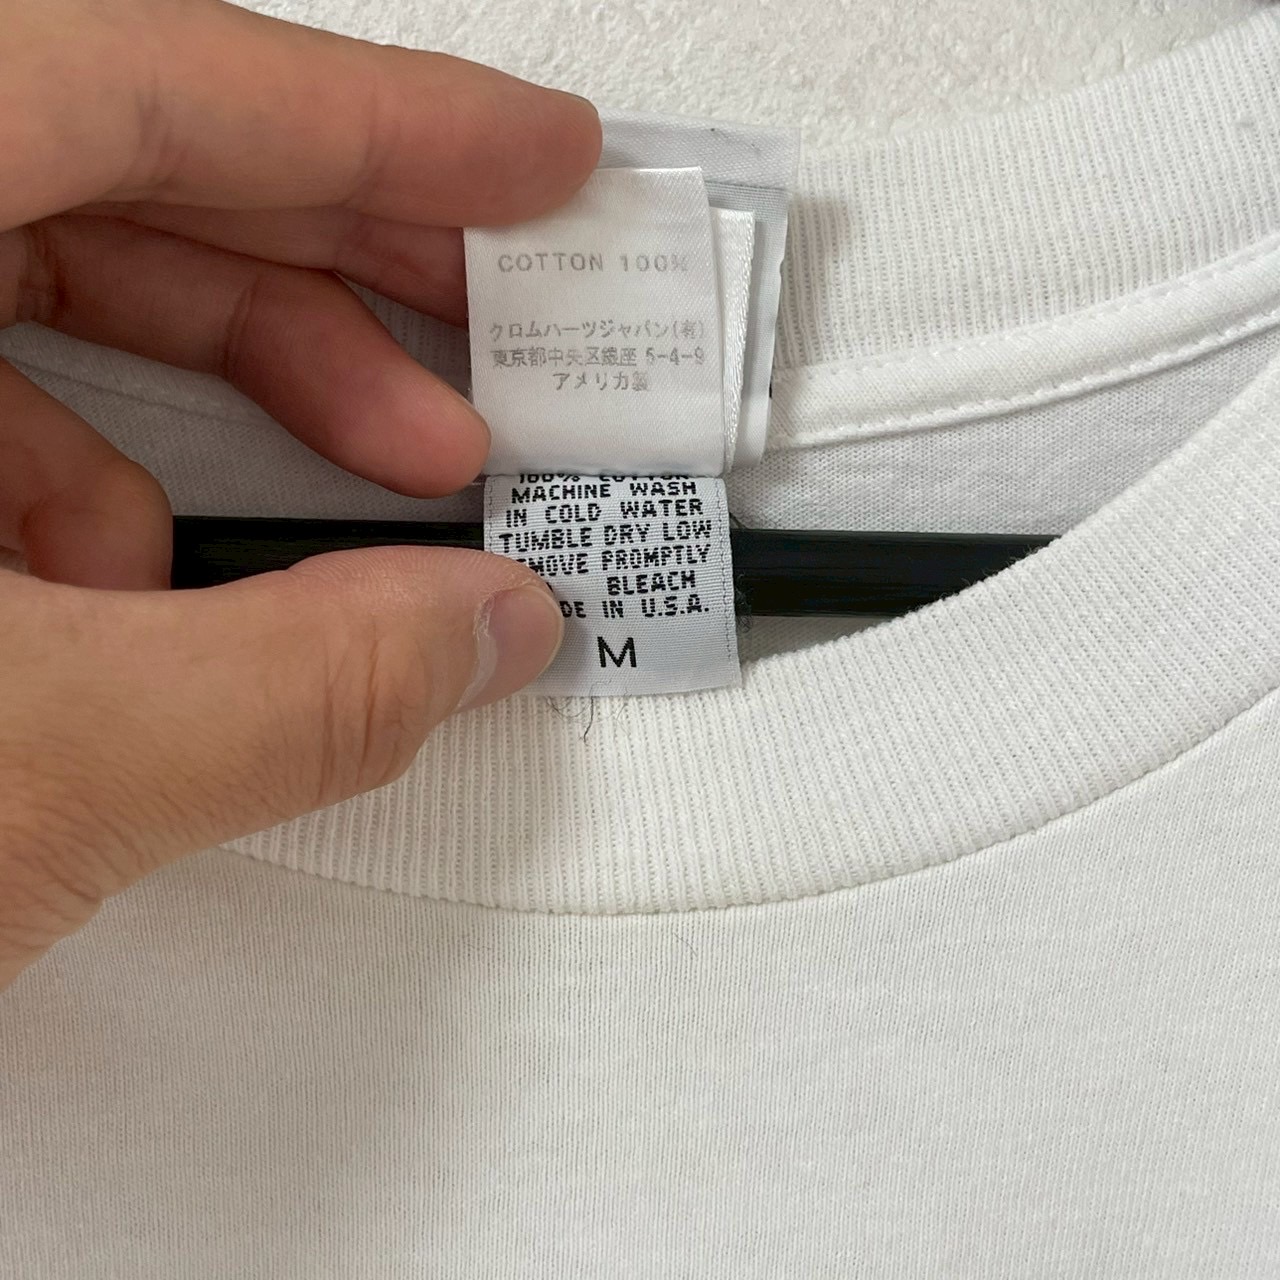 COTTON 100%
クロムハーツジャパン(有)
東京都中央区銀座 5-4-9
アメリカ製
100% COTTON
MACHINE WASH
IN COLD WATER
TUMBLE DRY LOW
MOVE PROMPTLY
BLEACH
DE IN U.S.A.
M